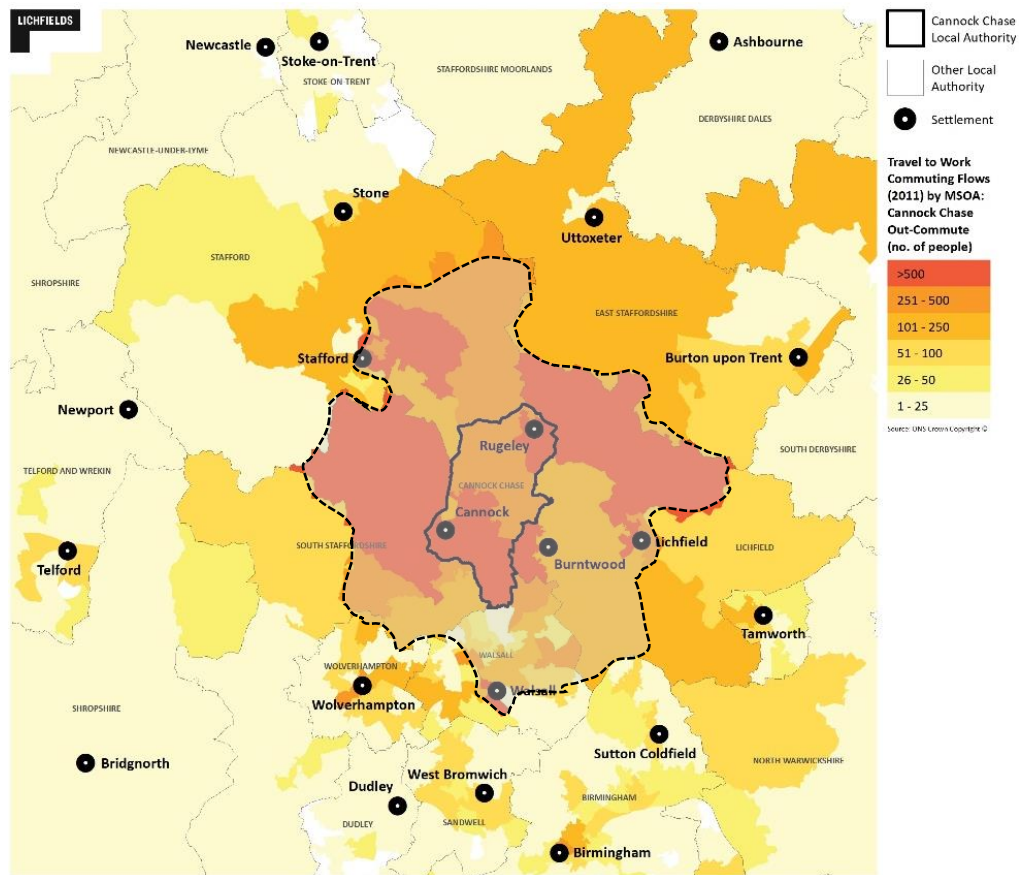 LICHFIELDS
Newcastle
Stoke-on-Trent
STOKE ON TRENT
STAFFORDSHIRE MOORLANDS
Ashbourne
DERBYSHIRE DALES
NEWCASTLE-UNDER-LYME
Stone
Uttoxeter
STAFFORD
SHROPSHIRE
EAST STAFFORDSHIRE
Stafford
Burton upon Trent
Newport
Rugeley
SOUTH DERBYSHIRE
TELFORD AND WREKIN
CANNOCK CHASE
Cannock
Lichfield
SOUTH STAFFORDSHIRE
LICHFIELD
Burntwood
Telford
Tamworth
WALSALL
WOLVERHAMPTON
Walsall
Wolverhampton
SHROPSHIRE
Sutton Coldfield
Bridgnorth
NORTH WARWICKSHIRE
West Bromwich
Dudley
BIRMINGHAM
DUDLEY
SANDWELL
Birmingham
Cannock Chase
Local Authority
Other Local
Authority
Settlement
Travel to Work
Commuting Flows
(2011) by MSOA:
Cannock Chase
Out-Commute
(no. of people)
>500
251 - 500
101 - 250
51 - 100
26 - 50
1 - 25
Source: ONS Crown Copyright ©